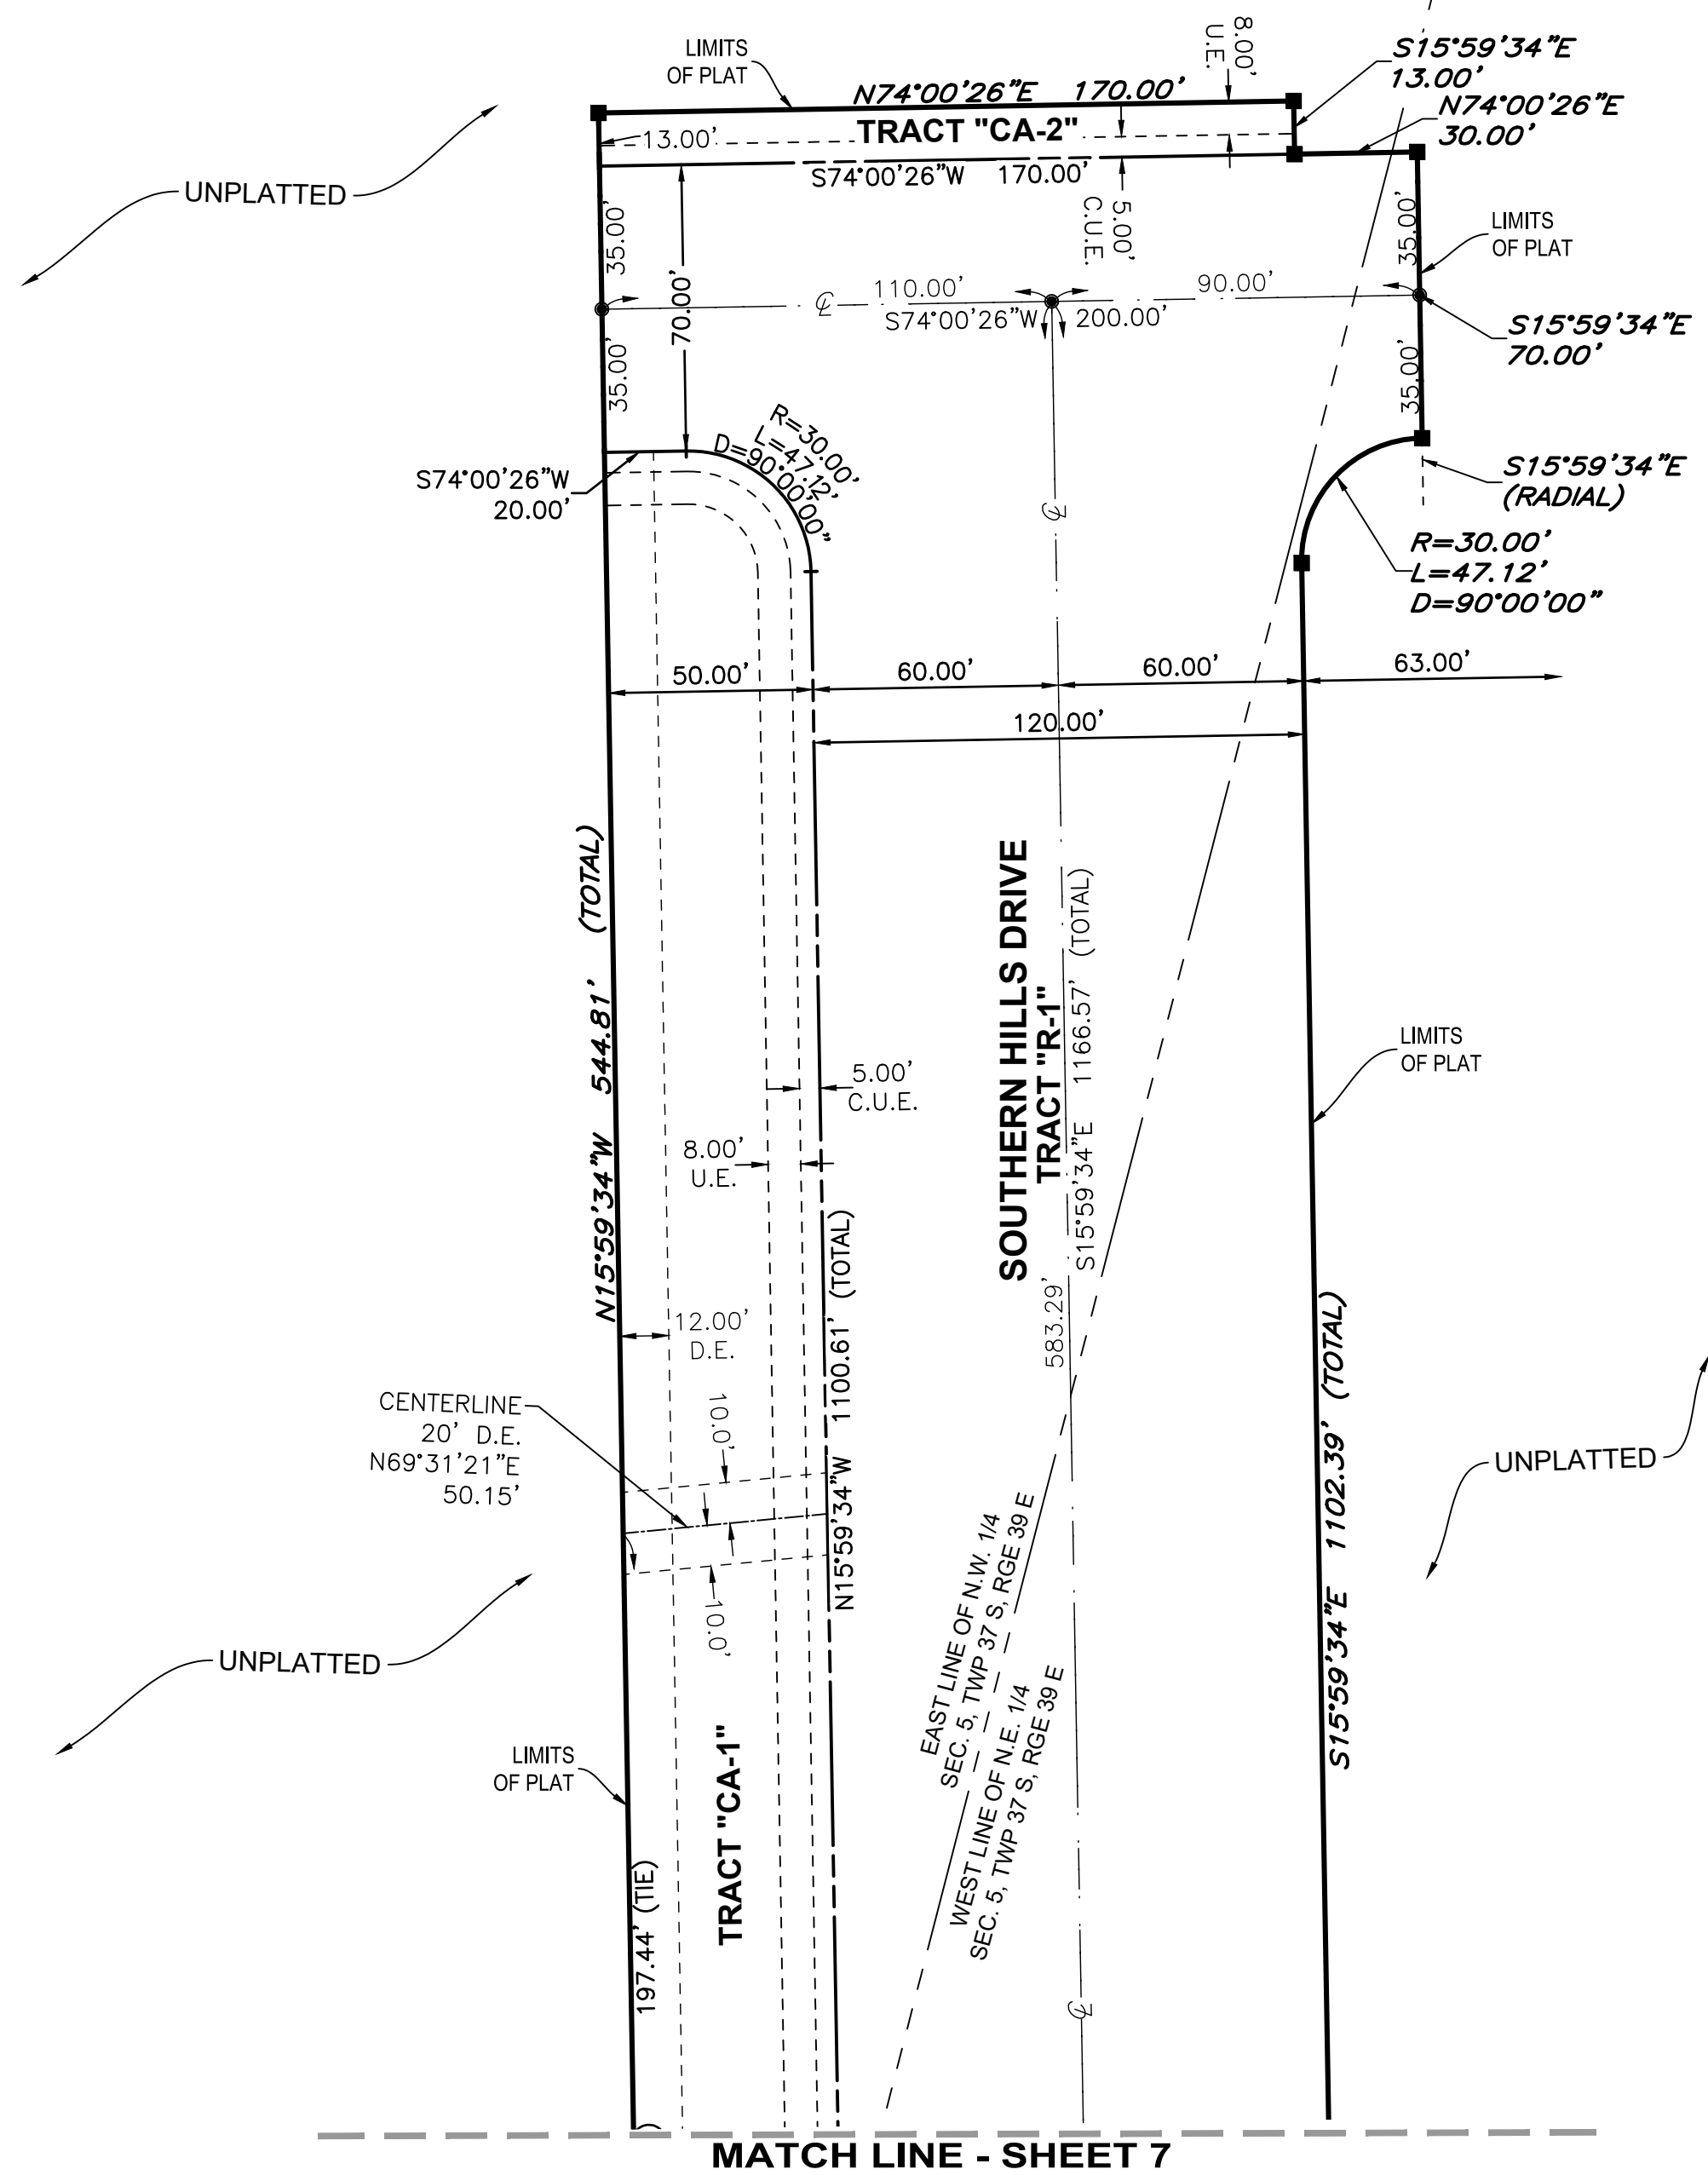 LIMITS
OF PLAT
8.00'
U.E.
S15°59'34"E
13.00'
N74°00'26"E 170.00'
N74°00'26"E
30.00'
13.00'
TRACT "CA-2"
S74°00'26"W 170.00'
UNPLATTED
35.00'
70.00'
5.00'
C.U.E.
35.00'
LIMITS
OF PLAT
110.00'
90.00'
S74°00'26"W 200.00'
S15°59'34"E
70.00'
35.00'
35.00'
R=30.00'
L=47.12'
D=90°00'00"
S74°00'26"W
20.00'
S15°59'34"E
(RADIAL)
R=30.00'
L=47.12'
D=90°00'00"
50.00'
60.00'
60.00'
63.00'
120.00'
N15°59'34"W 544.81' (TOTAL)
SOUTHERN HILLS DRIVE
TRACT "R-1"
S15°59'34"E 1166.57' (TOTAL)
LIMITS
OF PLAT
5.00'
C.U.E.
8.00'
U.E.
N15°59'34"W 1100.61' (TOTAL)
583.29'
12.00'
D.E.
S15°59'34"E 1102.39' (TOTAL)
CENTERLINE
20' D.E.
N69°31'21"E
50.15'
10.0'
10.0'
UNPLATTED
EAST LINE OF N.W. 1/4
SEC. 5, TWP 37 S, RGE 39 E
WEST LINE OF N.E. 1/4
SEC. 5, TWP 37 S, RGE 39 E
UNPLATTED
LIMITS
OF PLAT
TRACT "CA-1"
197.44' (TIE)
)
MATCH LINE - SHEET 7